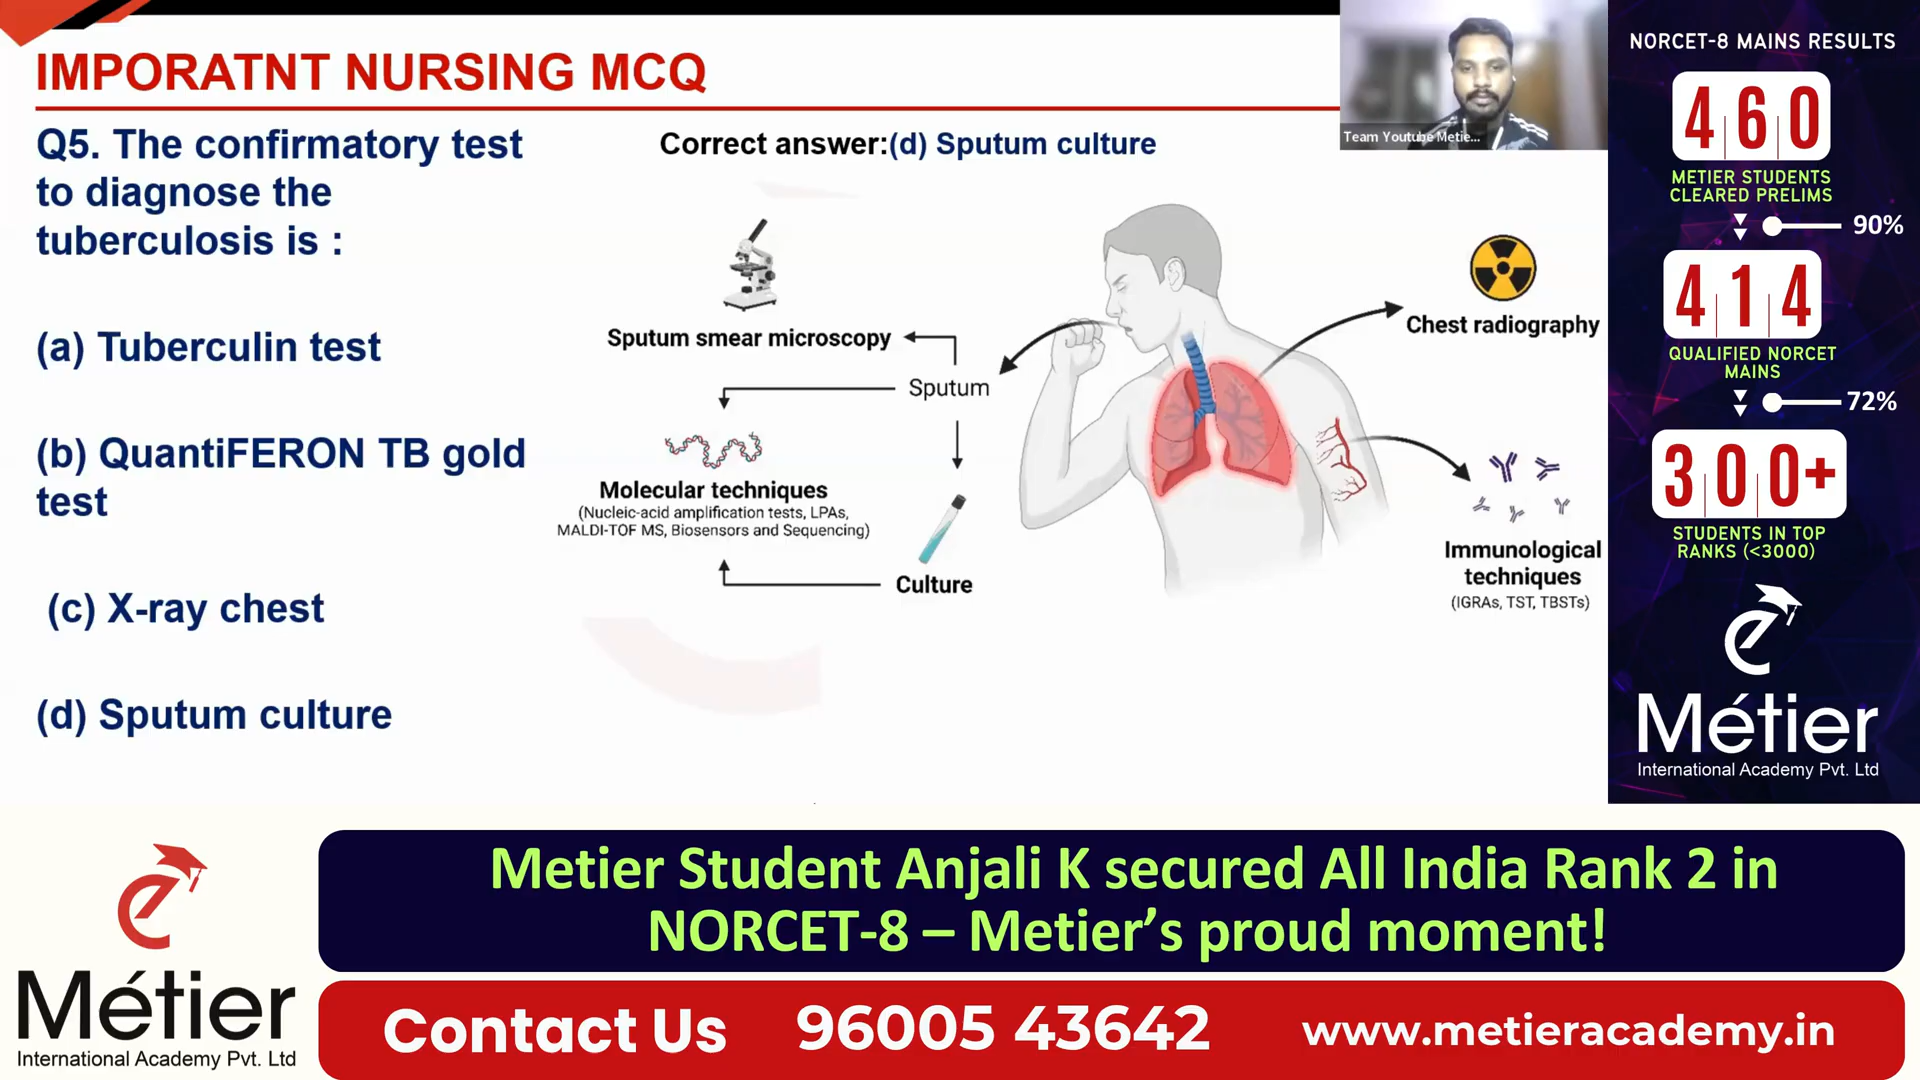 IMPORATNT NURSING MCQ
Q5. The confirmatory test
to diagnose the
tuberculosis is :
(a) Tuberculin test
(b) QuantiFERON TB gold
test
(c) X-ray chest
(d) Sputum culture
Correct answer:(d) Sputum culture
Sputum smear microscopy
Sputum
Molecular techniques
(Nucleic-acid amplification tests, LPAs,
MALDI-TOF MS, Biosensors and Sequencing)
Culture
Chest radiography
Immunological
techniques
(IGRAs, TST, TBSTs)
Team Youtube Metie...
NORCET-8 MAINS RESULTS
460
METIER STUDENTS
CLEARED PRELIMS
90%
414
QUALIFIED NORCET
MAINS
72%
300+
STUDENTS IN TOP
RANKS (<3000)
Métier
International Academy Pvt. Ltd
Métier
International Academy Pvt. Ltd
Metier Student Anjali K secured All India Rank 2 in
NORCET-8 – Metier’s proud moment!
Contact Us 96005 43642 www.metieracademy.in